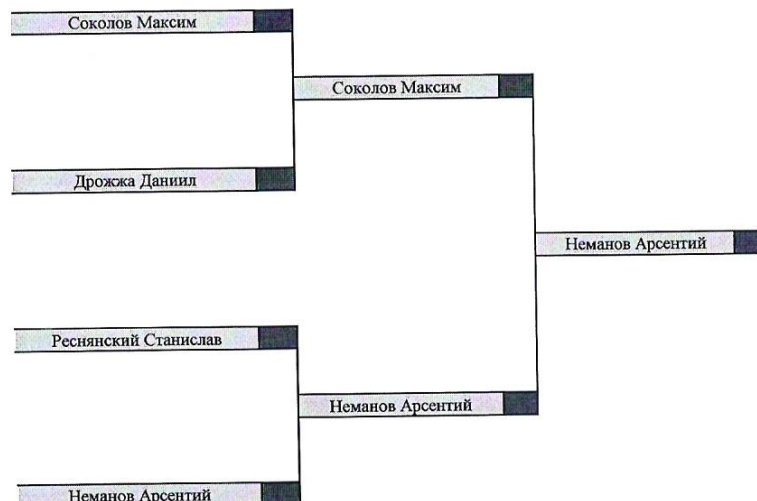 Соколов Максим
Соколов Максим
Дрожжа Даниил
Неманов Арсентий
Реснянский Станислав
Неманов Арсентий
Неманов Арсентий